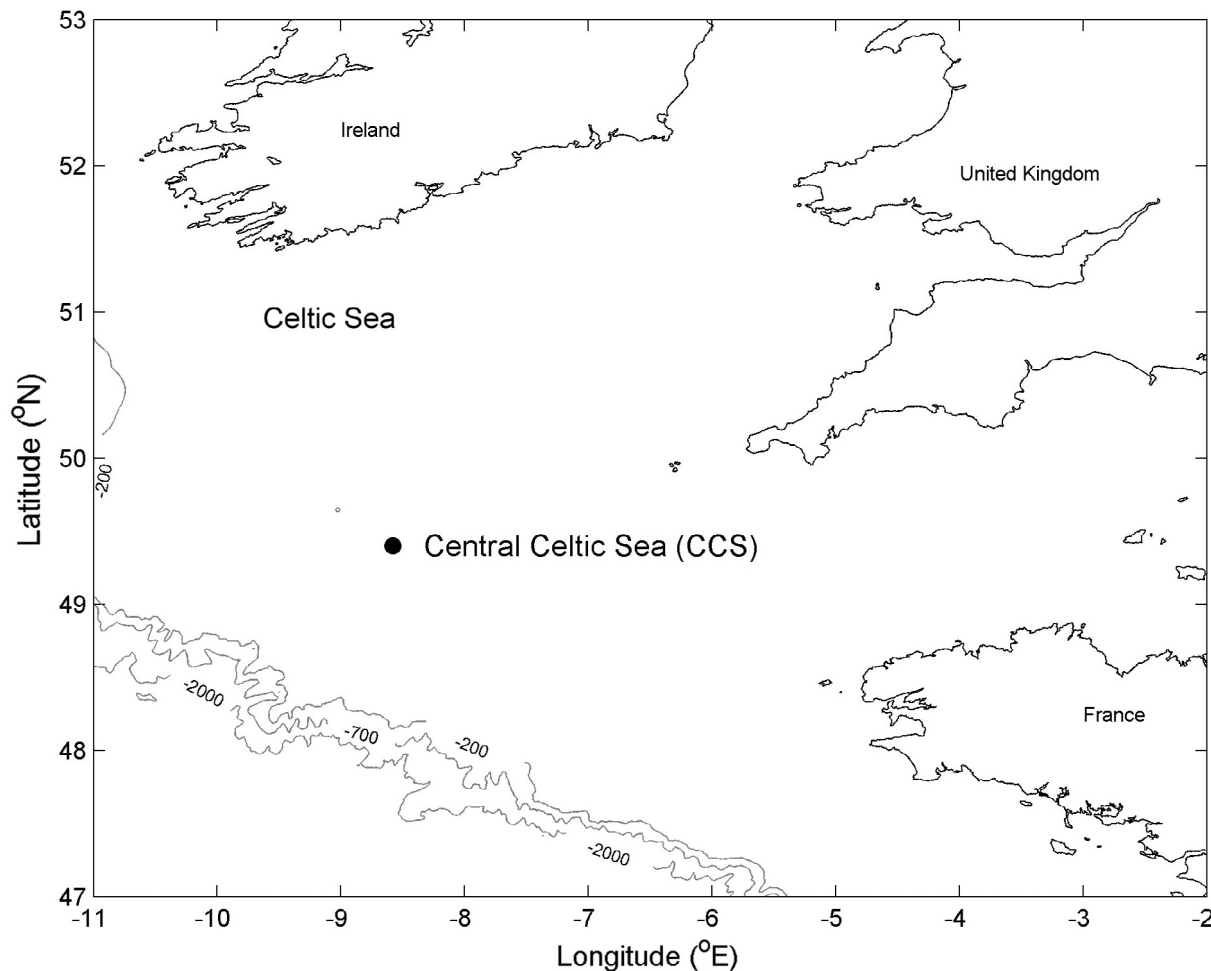 53
52
51
50
49
48
47
Latitude (°N)
Ireland
United Kingdom
Celtic Sea
-200
Central Celtic Sea (CCS)
-2000
-700
-200
France
-2000
-11 -10 -9 -8 -7 -6 -5 -4 -3 -2
Longitude (°E)